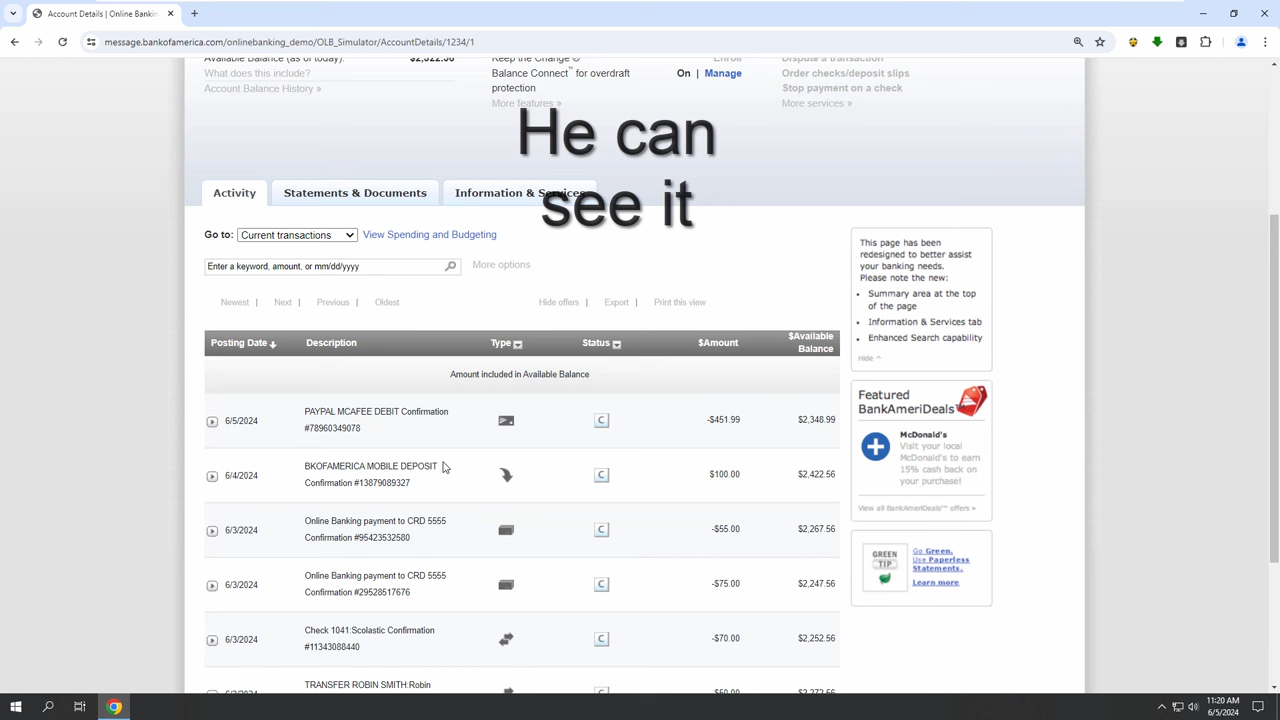 Account Details | Online Bankin
message.bankofamerica.com/onlinebanking_demo/OLB_Simulator/AccountDetails/1234/1
Available Balance (as of today):
What does this include?
Account Balance History »
Keep the Change ®
Balance Connect™ for overdraft
protection
More features »
Enroll
On | Manage
Dispute a transaction
Order checks/deposit slips
Stop payment on a check
More services »
He can
see it
Activity
Statements & Documents
Information & Services
Go to: Current transactions View Spending and Budgeting
Enter a keyword, amount, or mm/dd/yyyy
More options
Newest | Next | Previous | Oldest
Hide offers | Export | Print this view
Posting Date Description Type Status $Amount $Available
Balance
Amount included in Available Balance
6/5/2024 PAYPAL MCAFEE DEBIT Confirmation
#78960349078 C -$451.99 $2,348.99
6/4/2024 BKOFAMERICA MOBILE DEPOSIT
Confirmation #13879089327 C $100.00 $2,422.56
6/3/2024 Online Banking payment to CRD 5555
Confirmation #95423532580 C -$55.00 $2,267.56
6/3/2024 Online Banking payment to CRD 5555
Confirmation #29528517676 C -$75.00 $2,247.56
6/3/2024 Check 1041:Scolastic Confirmation
#11343088440 C -$70.00 $2,252.56
TRANSFER ROBIN SMITH:Robin
This page has been
redesigned to better assist
your banking needs.
Please note the new:
• Summary area at the top
of the page
• Information & Services tab
• Enhanced Search capability
Hide
Featured
BankAmeriDeals™
McDonald's
Visit your local
McDonald's to earn
15% cash back on
your purchase!
View all BankAmeriDeals™ offers »
GREEN
TIP
Go Green.
Use Paperless
Statements.
Learn more
11:20 AM
6/5/2024